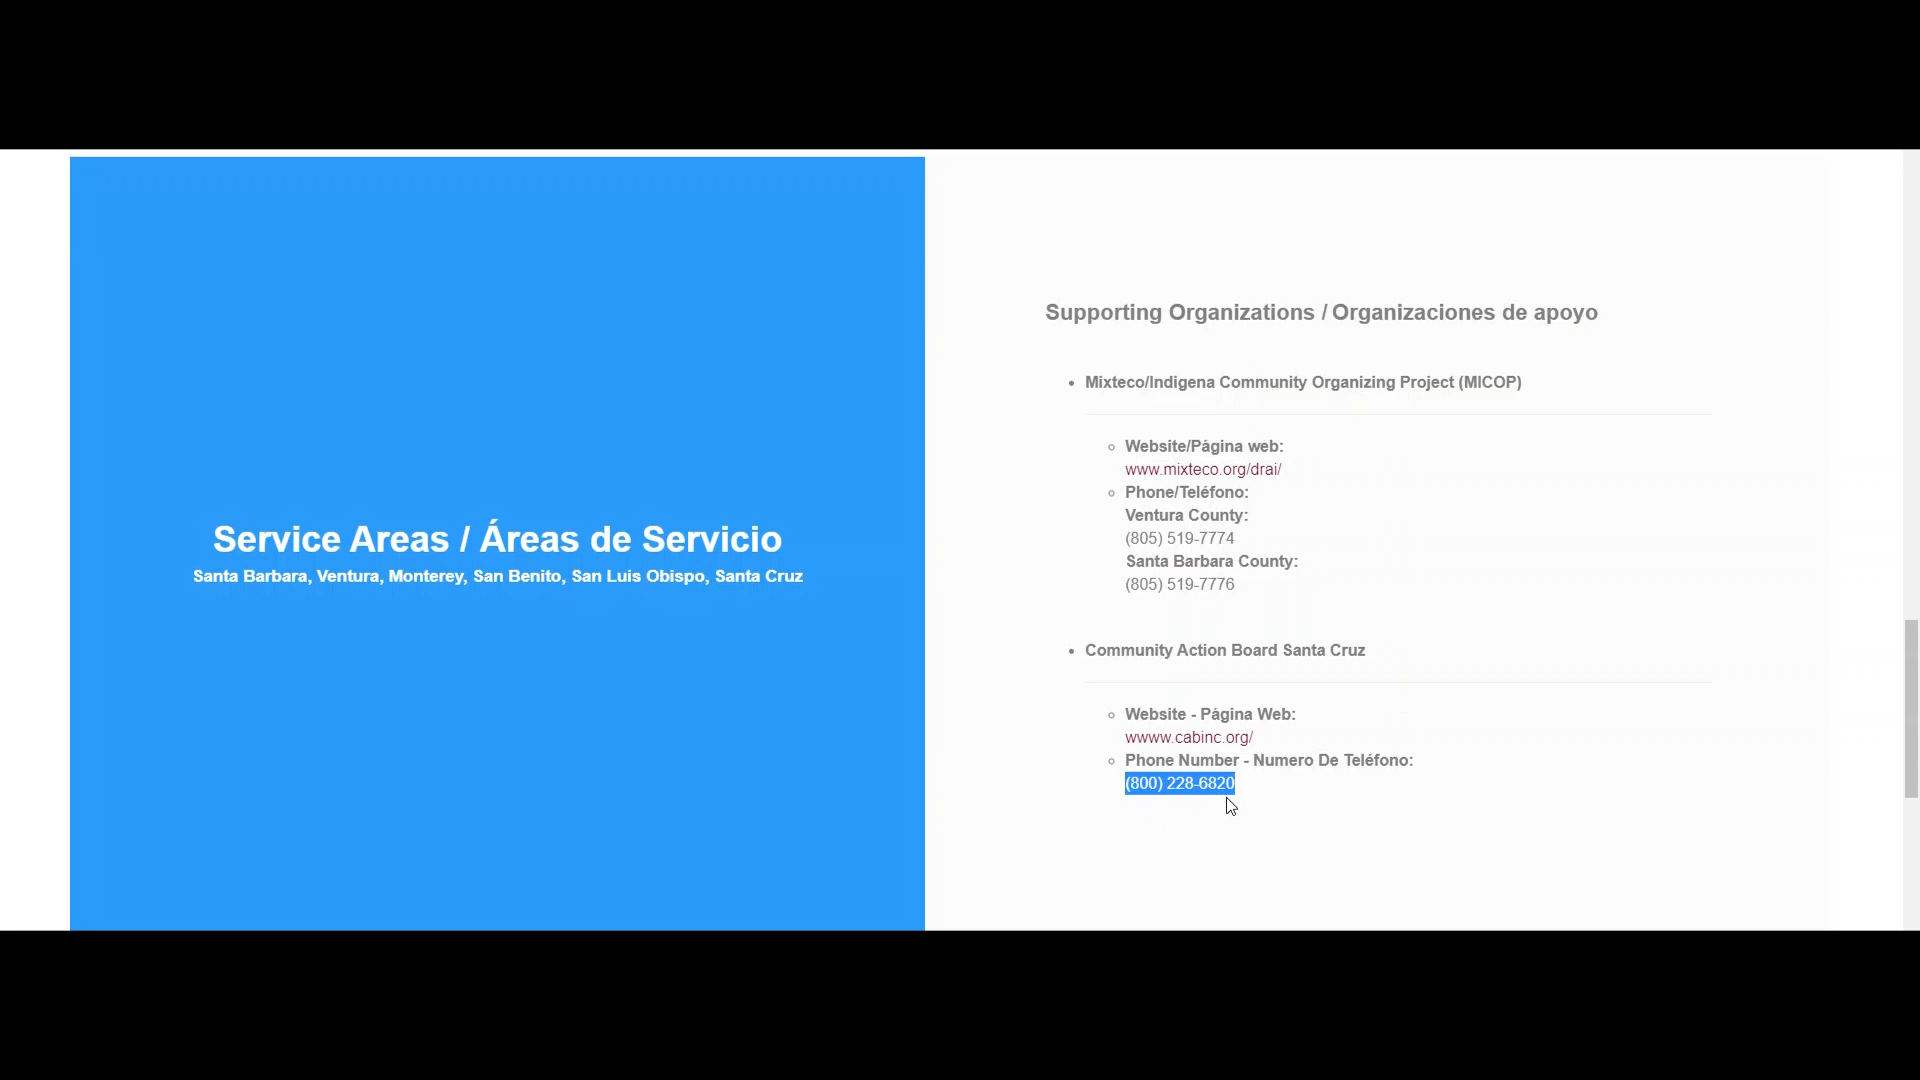 Service Areas / Áreas de Servicio
Santa Barbara, Ventura, Monterey, San Benito, San Luis Obispo, Santa Cruz
Supporting Organizations / Organizaciones de apoyo
Mixteco/Indigena Community Organizing Project (MICOP)
Website/Página web:
www.mixteco.org/drai/
Phone/Teléfono:
Ventura County:
(805) 519-7774
Santa Barbara County:
(805) 519-7776
Community Action Board Santa Cruz
Website - Página Web:
wwww.cabinc.org/
Phone Number - Numero De Teléfono:
(800) 228-6820